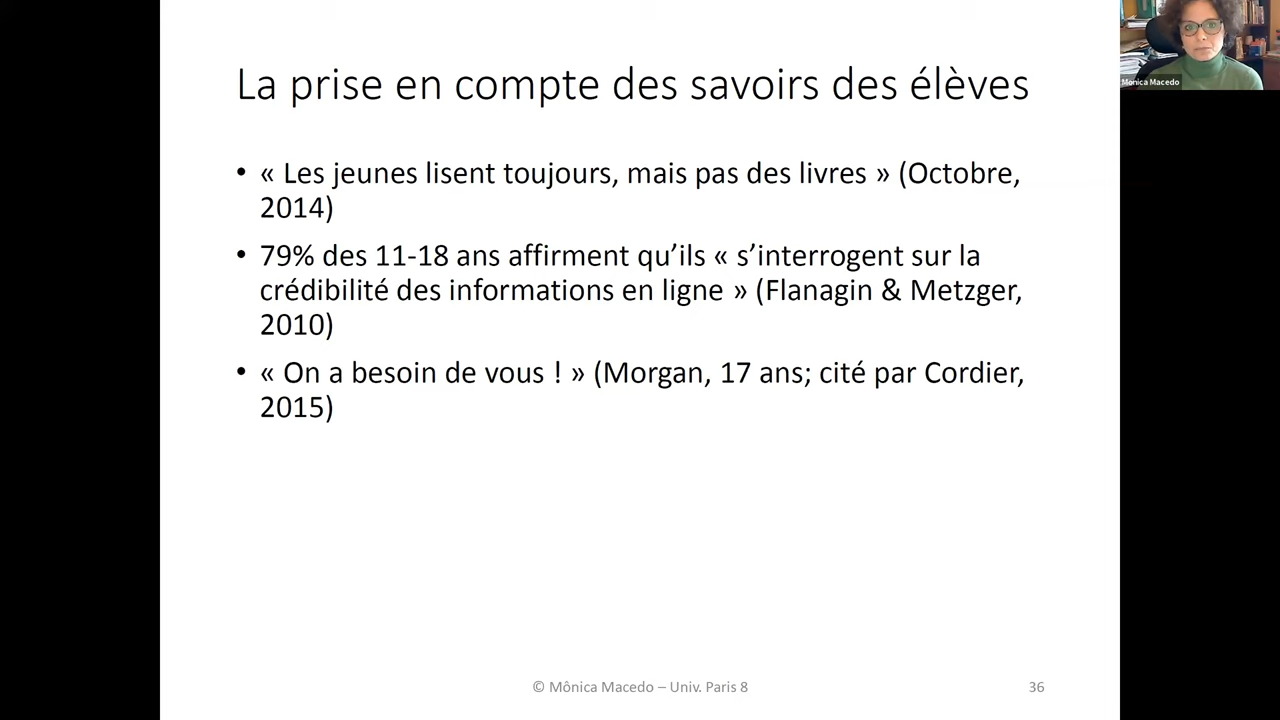 La prise en compte des savoirs des élèves
• « Les jeunes lisent toujours, mais pas des livres » (Octobre,
2014)
• 79% des 11-18 ans affirment qu’ils « s’interrogent sur la
crédibilité des informations en ligne » (Flanagin & Metzger,
2010)
• « On a besoin de vous ! » (Morgan, 17 ans; cité par Cordier,
2015)
© Mônica Macedo – Univ. Paris 8
36
Monica Macedo